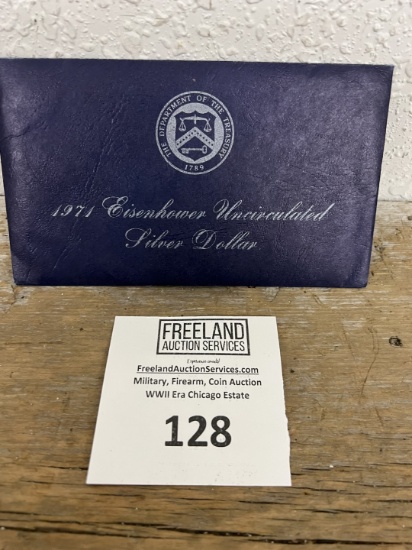 THE DEPARTMENT OF THE TREASURY
1789
1971 Eisenhower Uncirculated
Silver Dollar
FREELAND
AUCTION SERVICES
FreelandAuctionServices.com
Military, Firearm, Coin Auction
WWII Era Chicago Estate
128